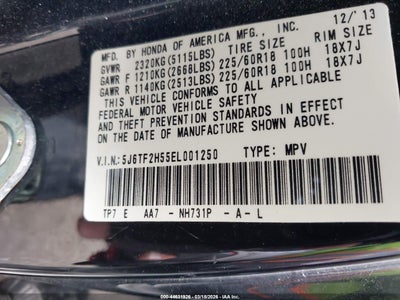 MFD. BY HONDA OF AMERICA MFG., INC. 12/'13
GVWR 2320KG(5115LBS) TIRE SIZE RIM SIZE
GAWR F 1210KG(2668LBS) 225/60R18 100H 18X7J
GAWR R 1140KG(2513LBS) 225/60R18 100H 18X7J
THIS VEHICLE CONFORMS TO ALL APPLICABLE
FEDERAL MOTOR VEHICLE SAFETY
AND THEFT PREVENTION STANDARDS IN EFFECT
ON THE DATE OF MANUFACTURE SHOWN ABOVE.
V.I.N:5J6TF2H55EL001250 TYPE: MPV
TP7 E AA7 - NH731P - A - L
000-44631826 | 03/18/2026 | IAA Inc.